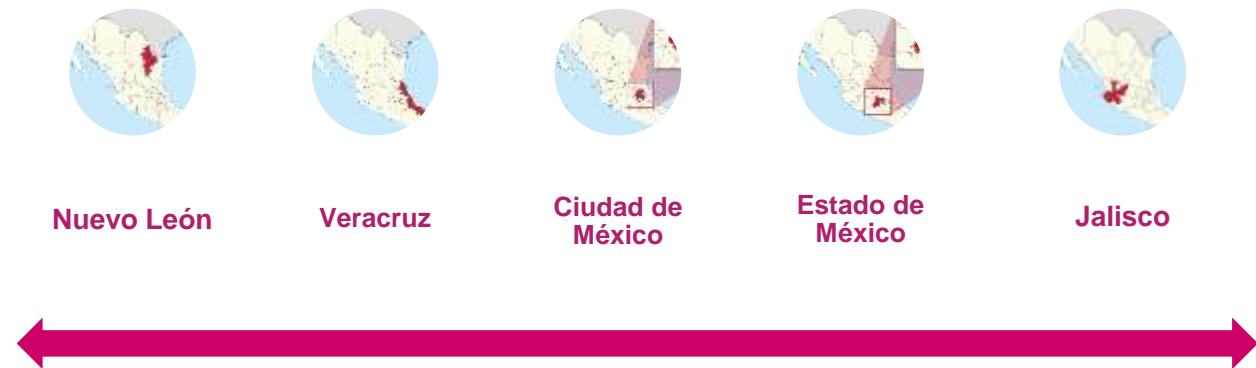 Nuevo León
Veracruz
Ciudad de
México
Estado de
México
Jalisco